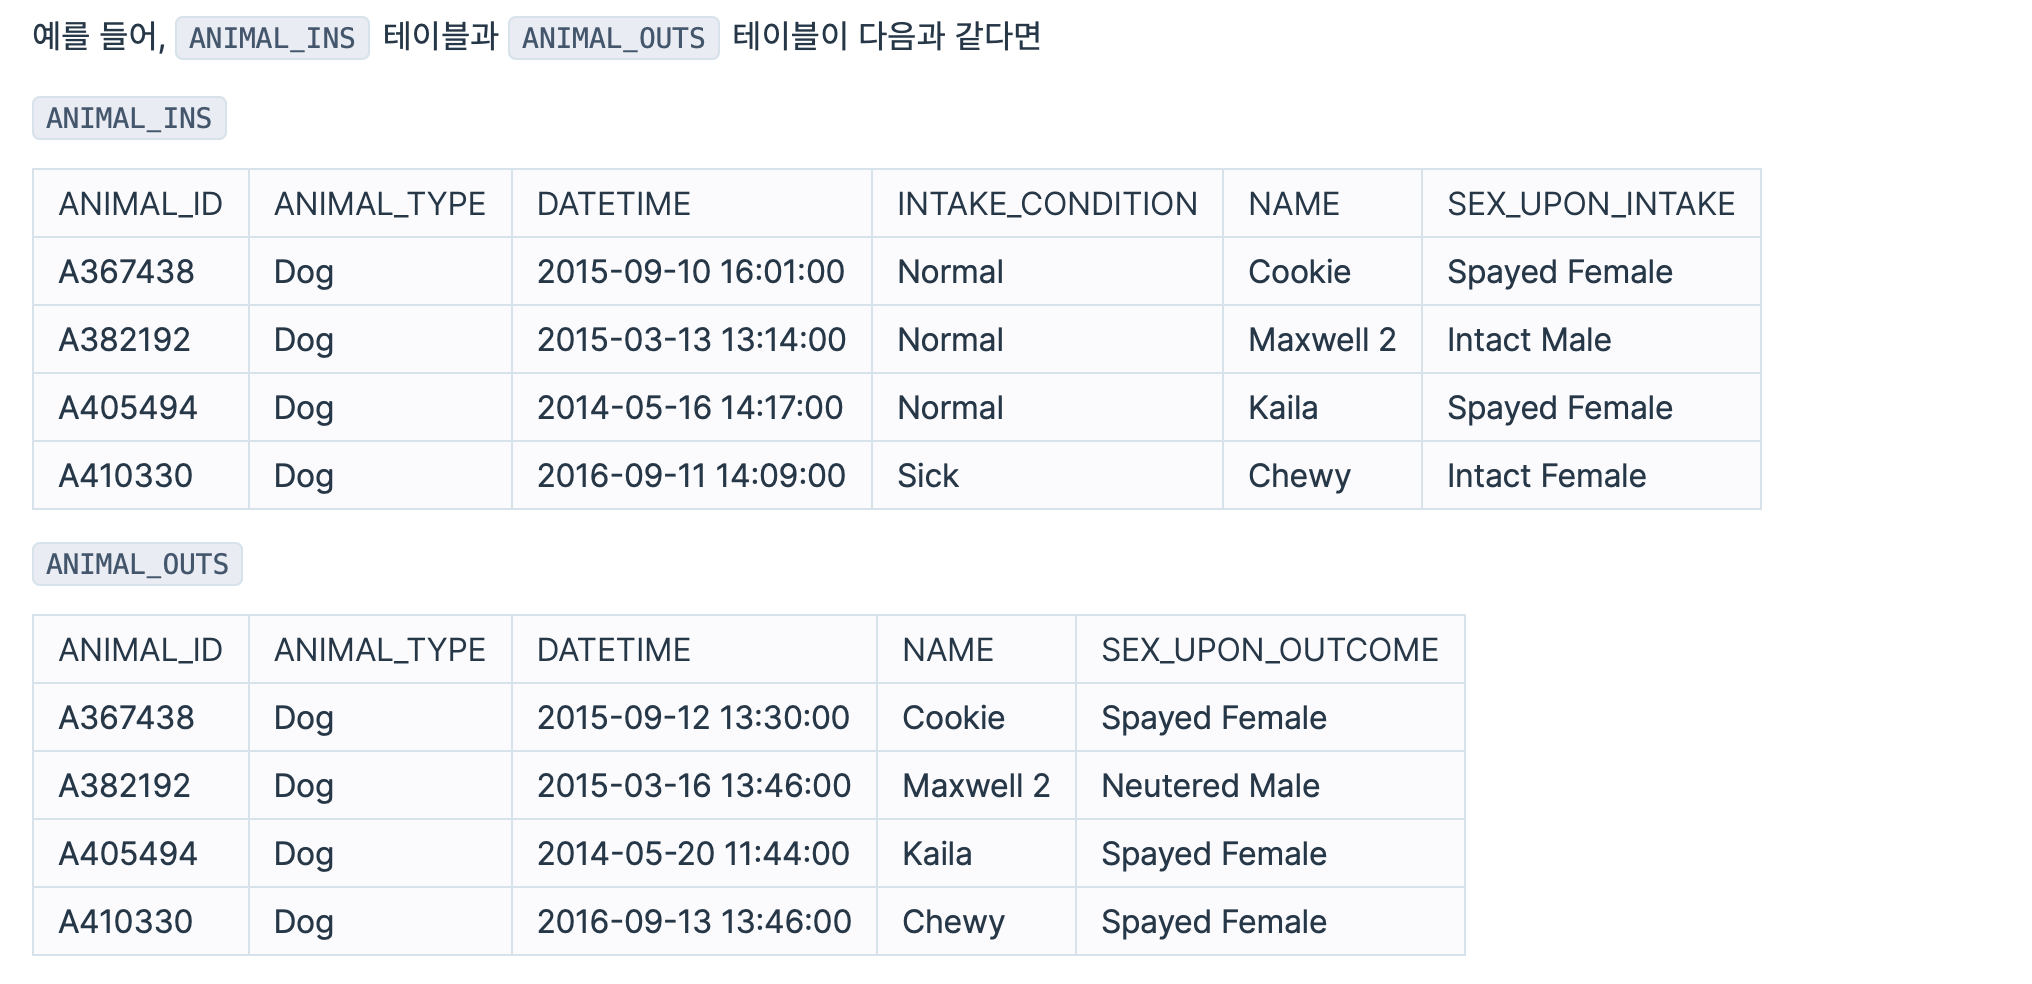 예를 들어, ANIMAL_INS 테이블과 ANIMAL_OUTS 테이블이 다음과 같다면
ANIMAL_INS
ANIMAL_ID ANIMAL_TYPE DATETIME INTAKE_CONDITION NAME SEX_UPON_INTAKE
A367438 Dog 2015-09-10 16:01:00 Normal Cookie Spayed Female
A382192 Dog 2015-03-13 13:14:00 Normal Maxwell 2 Intact Male
A405494 Dog 2014-05-16 14:17:00 Normal Kaila Spayed Female
A410330 Dog 2016-09-11 14:09:00 Sick Chewy Intact Female
ANIMAL_OUTS
ANIMAL_ID ANIMAL_TYPE DATETIME NAME SEX_UPON_OUTCOME
A367438 Dog 2015-09-12 13:30:00 Cookie Spayed Female
A382192 Dog 2015-03-16 13:46:00 Maxwell 2 Neutered Male
A405494 Dog 2014-05-20 11:44:00 Kaila Spayed Female
A410330 Dog 2016-09-13 13:46:00 Chewy Spayed Female